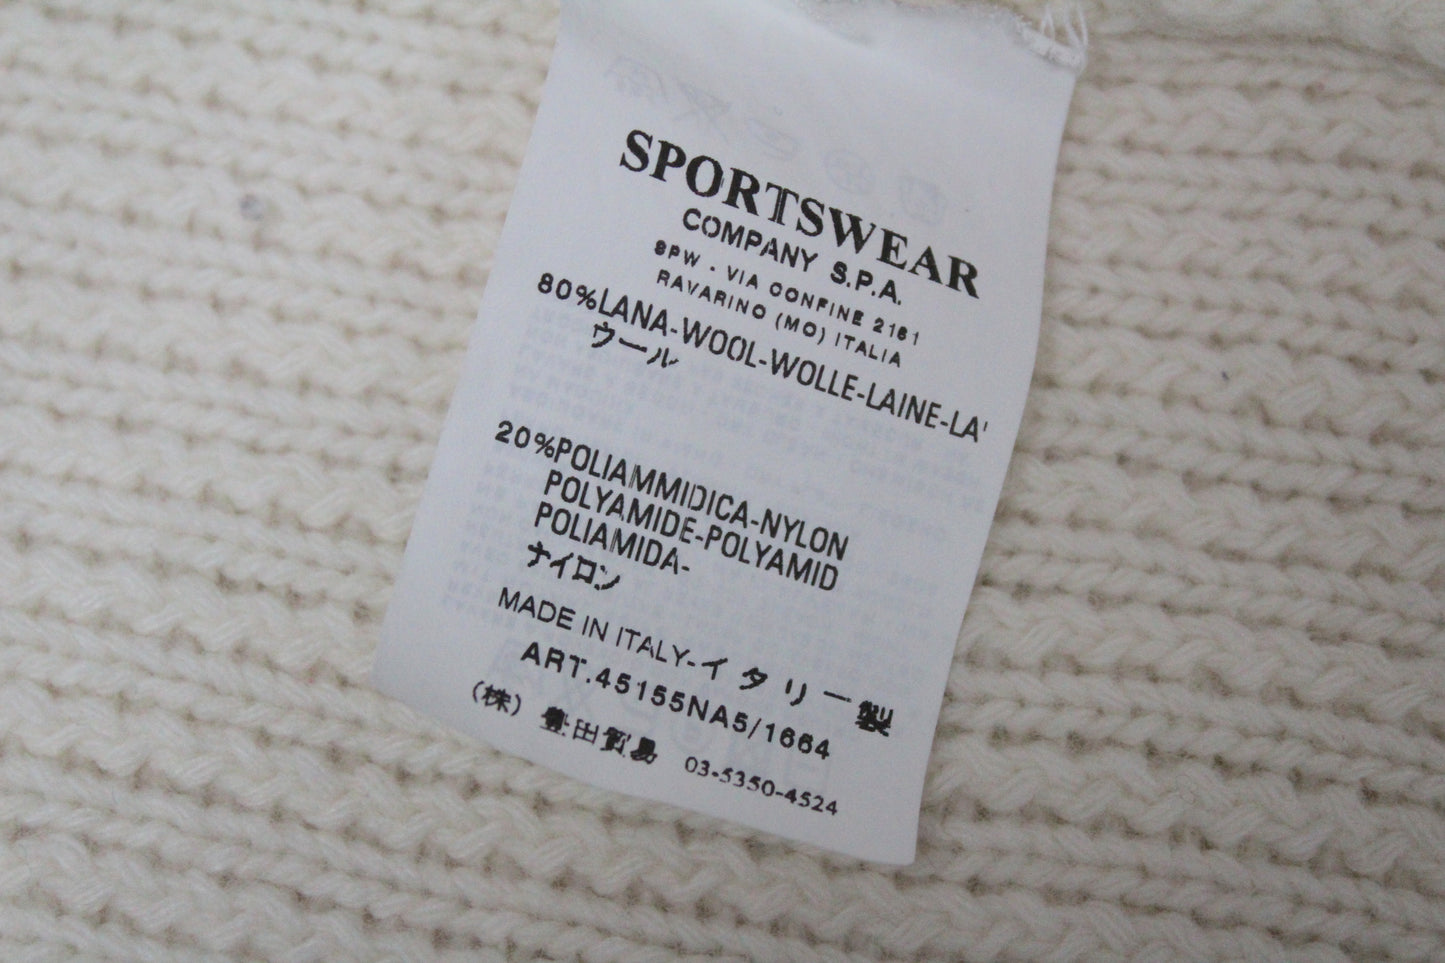 SPORTSWEAR
COMPANY S.P.A.
SPW . VIA CONFINE 2161
RAVARINO (MO) ITALIA
80%LANA-WOOL-WOLLE-LAINE-LA'
ウール
20%POLIAMMIDICA-NYLON
POLYAMIDE-POLYAMID
POLIAMIDA-
ナイロン
MADE IN ITALY-イタリー製
ART.45155NA5/1664
(株) 豊田貿易 03-5350-4524